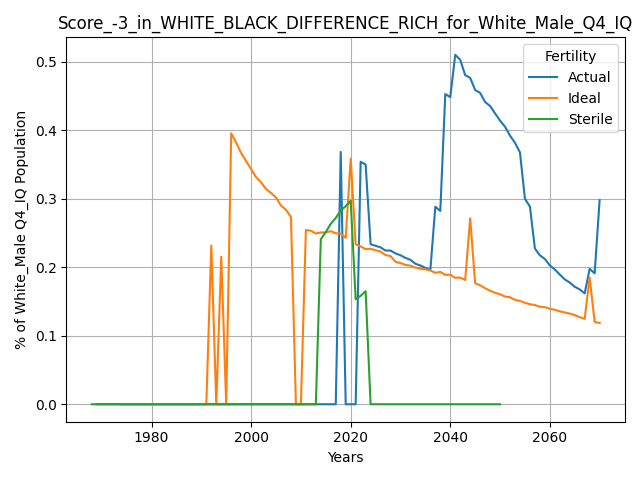 Score_-3_in_WHITE_BLACK_DIFFERENCE_RICH_for_White_Male_Q4_IQ
Fertility
Actual
Ideal
Sterile
% of White_Male Q4_IQ Population
0.5
0.4
0.3
0.2
0.1
0.0
1980
2000
2020
2040
2060
Years